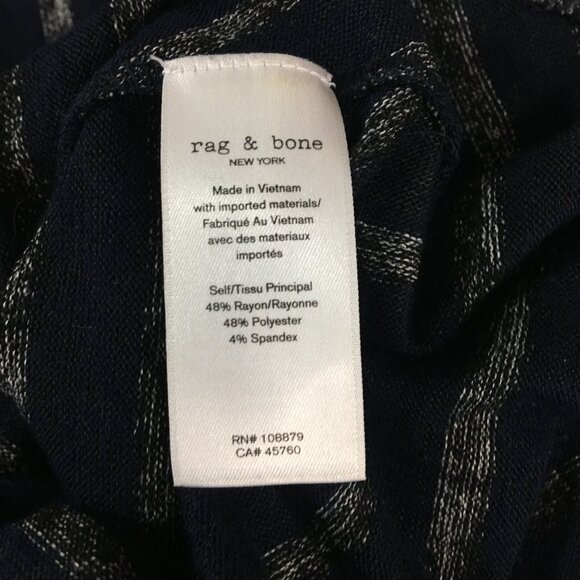 rag & bone
NEW YORK
Made in Vietnam
with imported materials/
Fabriqué Au Vietnam
avec des materiaux
importés
Self/Tissu Principal
48% Rayon/Rayonne
48% Polyester
4% Spandex
RN# 108879
CA# 45760